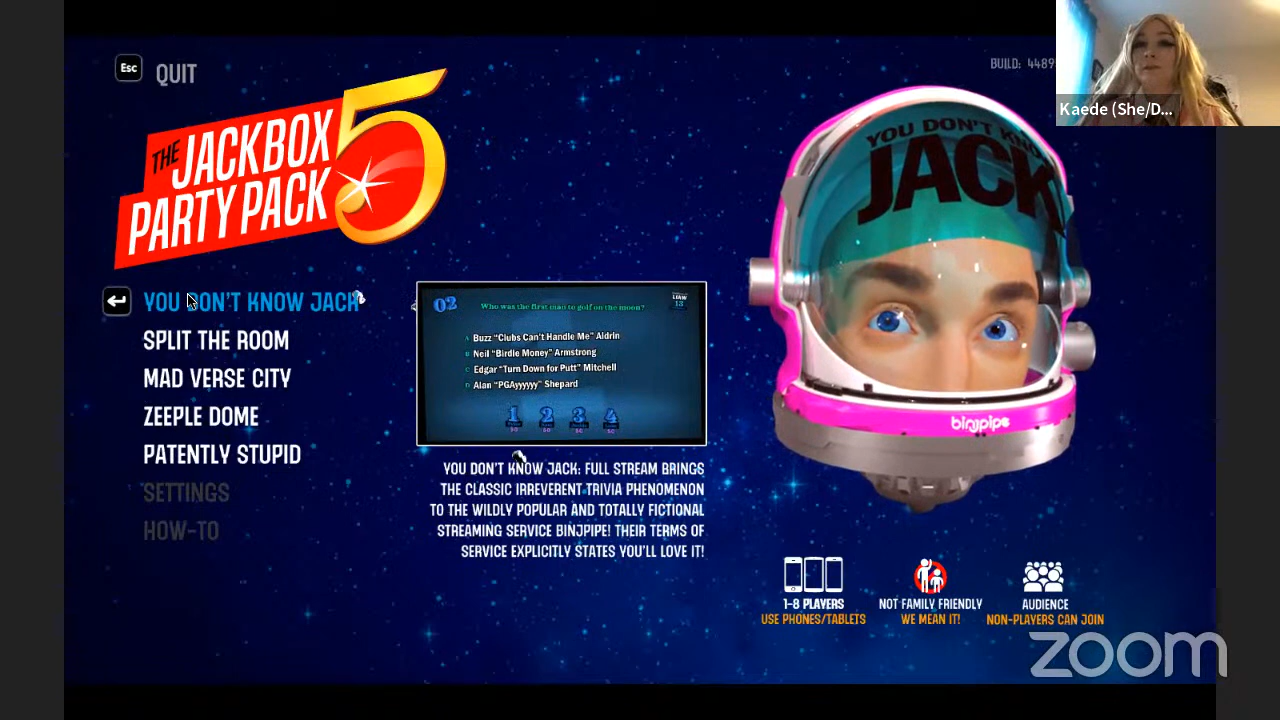 Esc QUIT
BUILD: 4489
THE
JACKBOX
PARTY PACK 5
YOU DON'T KNOW JACK
SPLIT THE ROOM
MAD VERSE CITY
ZEEPLE DOME
PATENTLY STUPID
SETTINGS
HOW-TO
02 Who was the first man to golf on the moon?
A Buzz "Clubs Can't Handle Me" Aldrin
B Neil "Birdie Money" Armstrong
C Edgar "Turn Down for Putt" Mitchell
D Alan "PGAyyyyyy" Shepard
1 2 3 4
YOU DON'T KNOW JACK: FULL STREAM BRINGS
THE CLASSIC IRREVERENT TRIVIA PHENOMENON
TO THE WILDLY POPULAR AND TOTALLY FICTIONAL
STREAMING SERVICE BINJPIPE! THEIR TERMS OF
SERVICE EXPLICITLY STATES YOU'LL LOVE IT!
YOU DON'T KNOW
JACK
binjpipe
1-8 PLAYERS
USE PHONES/TABLETS
NOT FAMILY FRIENDLY
WE MEAN IT!
AUDIENCE
NON-PLAYERS CAN JOIN
Kaede (She/D...
zoom